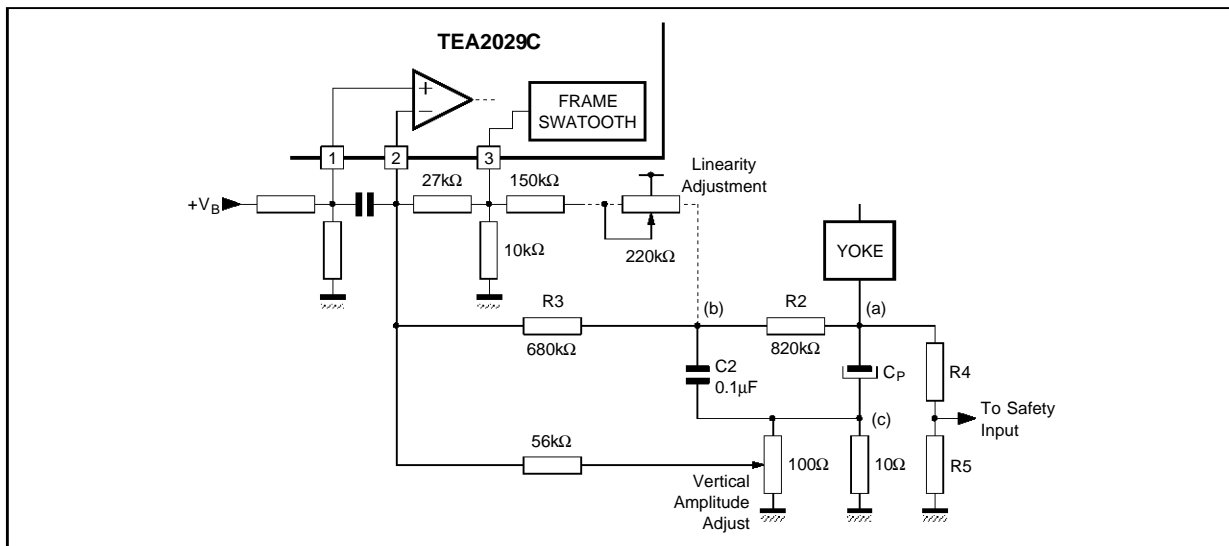 TEA2029C
+
−
FRAME
SWATOOTH
1
2
3
Linearity
Adjustment
27kΩ
150kΩ
+VB
10kΩ
220kΩ
YOKE
R3
(b)
R2
(a)
680kΩ
820kΩ
C2
0.1μF
CP
R4
(c)
To Safety
Input
56kΩ
100Ω
10Ω
R5
Vertical
Amplitude
Adjust